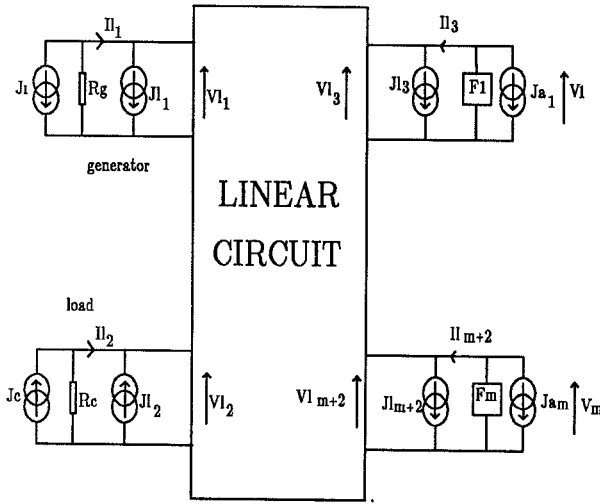 Il1
Il3
J1
Rg
Jl1
Vl1
Vl3
Jl3
F1
Ja1
Vl
generator
LINEAR
CIRCUIT
load
Il2
Il m+2
Jc
Rc
Jl2
Vl2
Vl m+2
Jlm+2
Fm
Jam
Vm